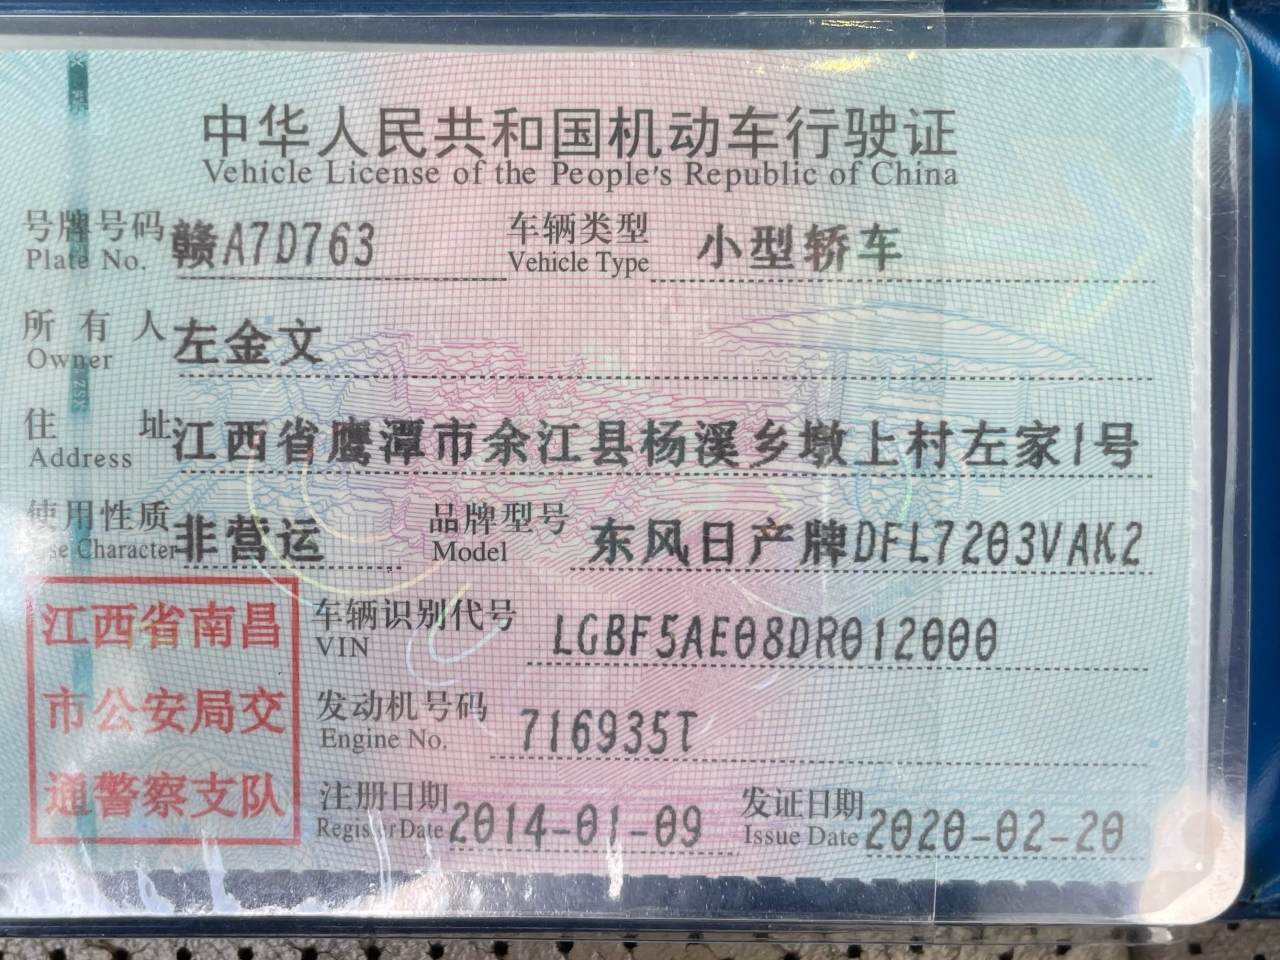 中华人民共和国机动车行驶证
Vehicle License of the People's Republic of China
号牌号码 赣A7D763 车辆类型 小型轿车
Plate No. Vehicle Type
所有人 左金文
Owner
住址 江西省鹰潭市余江县杨溪乡墩上村左家1号
Address
使用性质 非营运 品牌型号 东风日产牌DFL7203VAK2
Use Character Model
江西省南昌
市公安局交
通警察支队
车辆识别代号 LGBF5AE08DR012000
VIN
发动机号码 716935T
Engine No.
注册日期 2014-01-09 发证日期 2020-02-20
Register Date Issue Date